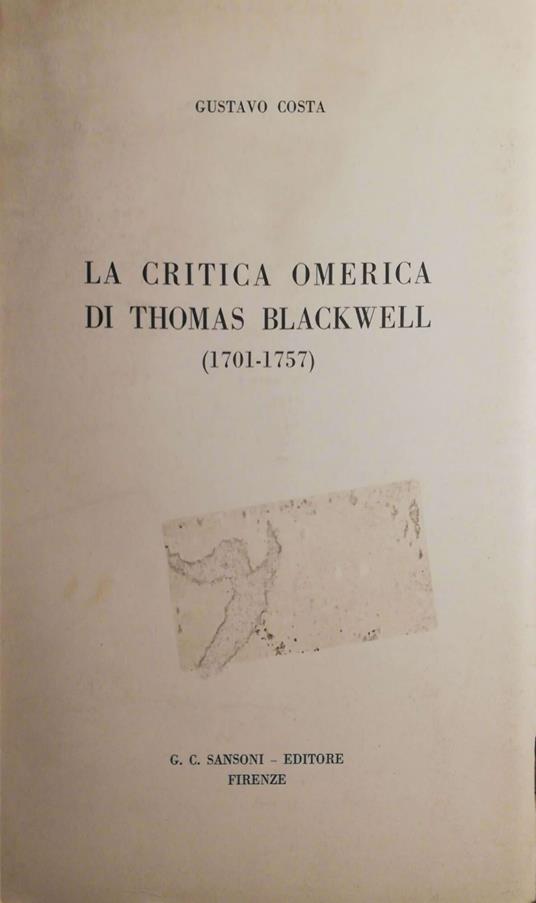 GUSTAVO COSTA
LA CRITICA OMERICA
DI THOMAS BLACKWELL
(1701-1757)
G. C. SANSONI – EDITORE
FIRENZE